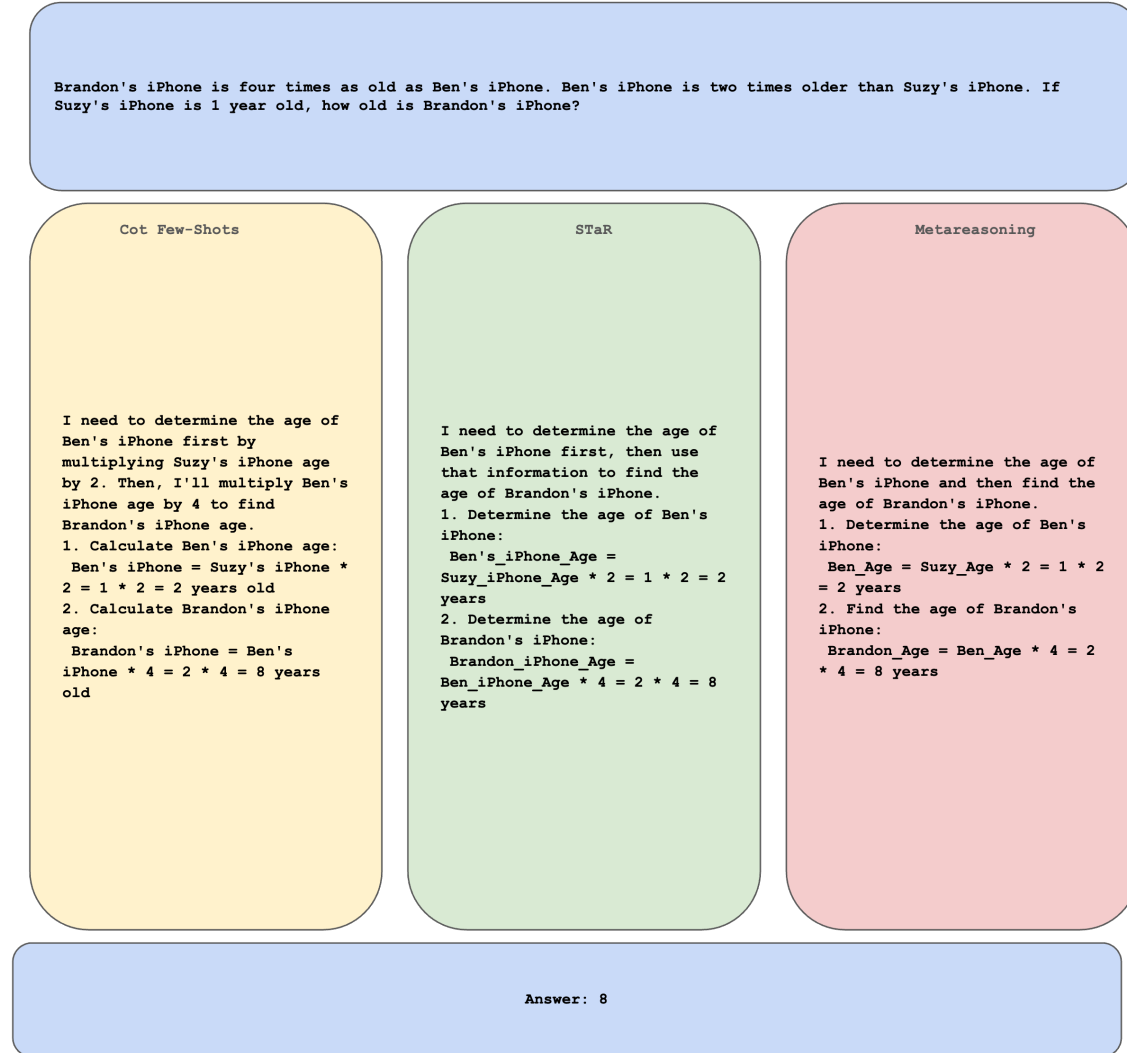 Brandon's iPhone is four times as old as Ben's iPhone. Ben's iPhone is two times older than Suzy's iPhone. If
Suzy's iPhone is 1 year old, how old is Brandon's iPhone?
Cot Few-Shots
I need to determine the age of
Ben's iPhone first by
multiplying Suzy's iPhone age
by 2. Then, I'll multiply Ben's
iPhone age by 4 to find
Brandon's iPhone age.
1. Calculate Ben's iPhone age:
Ben's iPhone = Suzy's iPhone *
2 = 1 * 2 = 2 years old
2. Calculate Brandon's iPhone
age:
Brandon's iPhone = Ben's
iPhone * 4 = 2 * 4 = 8 years
old
STaR
I need to determine the age of
Ben's iPhone first, then use
that information to find the
age of Brandon's iPhone.
1. Determine the age of Ben's
iPhone:
Ben's_iPhone_Age =
Suzy_iPhone_Age * 2 = 1 * 2 = 2
years
2. Determine the age of
Brandon's iPhone:
Brandon_iPhone_Age =
Ben_iPhone_Age * 4 = 2 * 4 = 8
years
Metareasoning
I need to determine the age of
Ben's iPhone and then find the
age of Brandon's iPhone.
1. Determine the age of Ben's
iPhone:
Ben_Age = Suzy_Age * 2 = 1 * 2
= 2 years
2. Find the age of Brandon's
iPhone:
Brandon_Age = Ben_Age * 4 = 2
* 4 = 8 years
Answer: 8